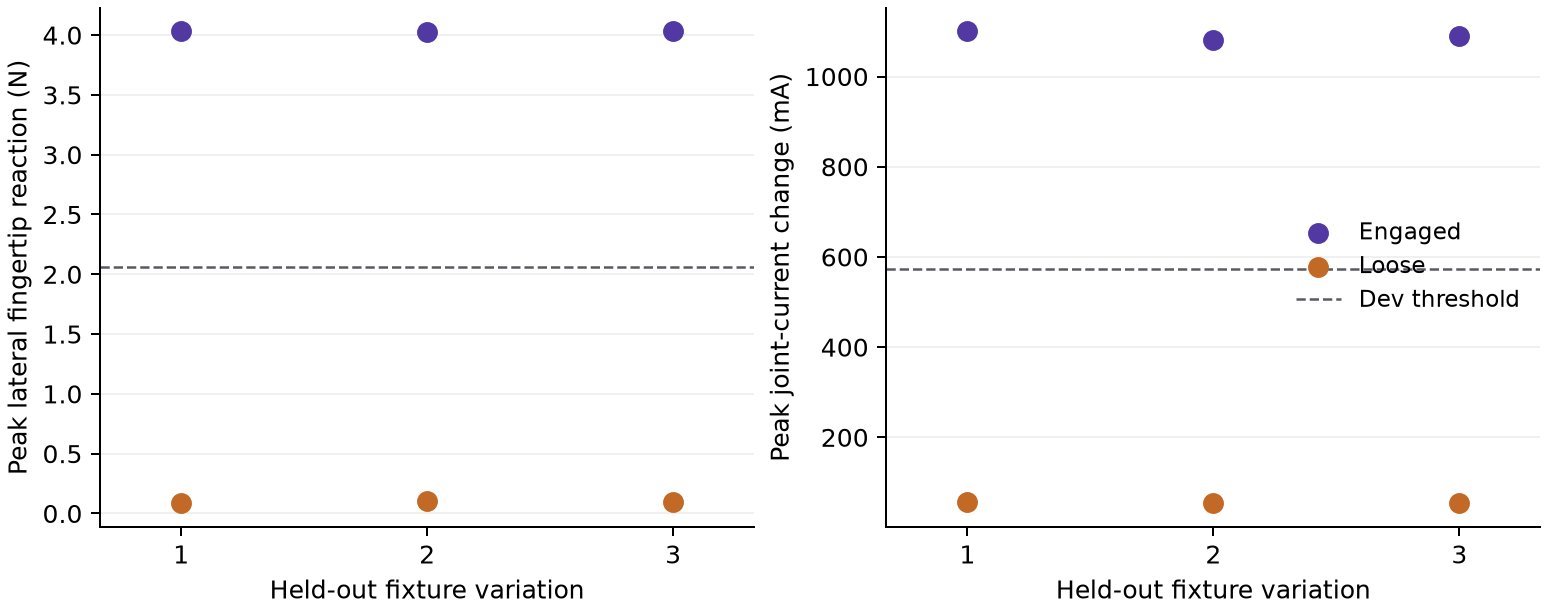 Peak lateral fingertip reaction (N)
4.0
3.5
3.0
2.5
2.0
1.5
1.0
0.5
0.0
1 2 3
Held-out fixture variation
Peak joint-current change (mA)
1000
800
600
400
200
Engaged
Loose
Dev threshold
1 2 3
Held-out fixture variation